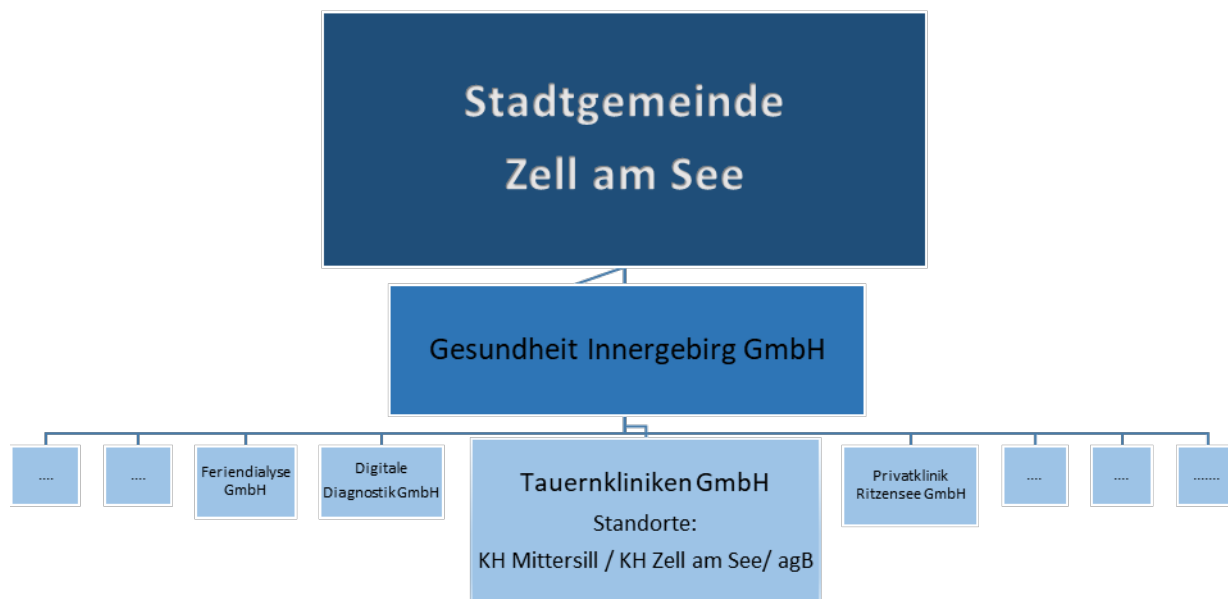 Stadtgemeinde
Zell am See
Gesundheit Innergebirg GmbH
....
....
Feriendialyse
GmbH
Digitale
Diagnostik GmbH
Tauernkliniken GmbH
Standorte:
KH Mittersill / KH Zell am See/ agB
Privatklinik
Ritzensee GmbH
....
....
.......